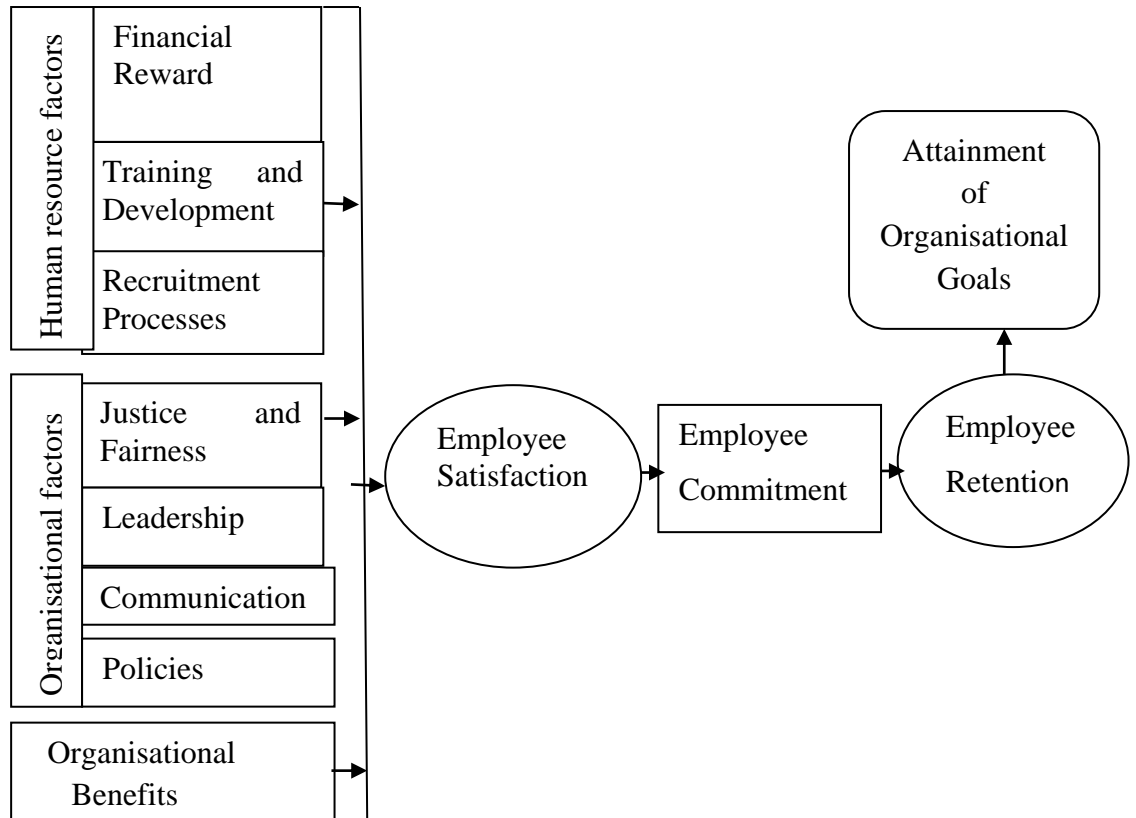 Human resource factors
Financial
Reward
Training and
Development
Recruitment
Processes
Organisational factors
Justice and
Fairness
Leadership
Communication
Policies
Organisational
Benefits
Employee
Satisfaction
Employee
Commitment
Employee
Retention
Attainment
of
Organisational
Goals